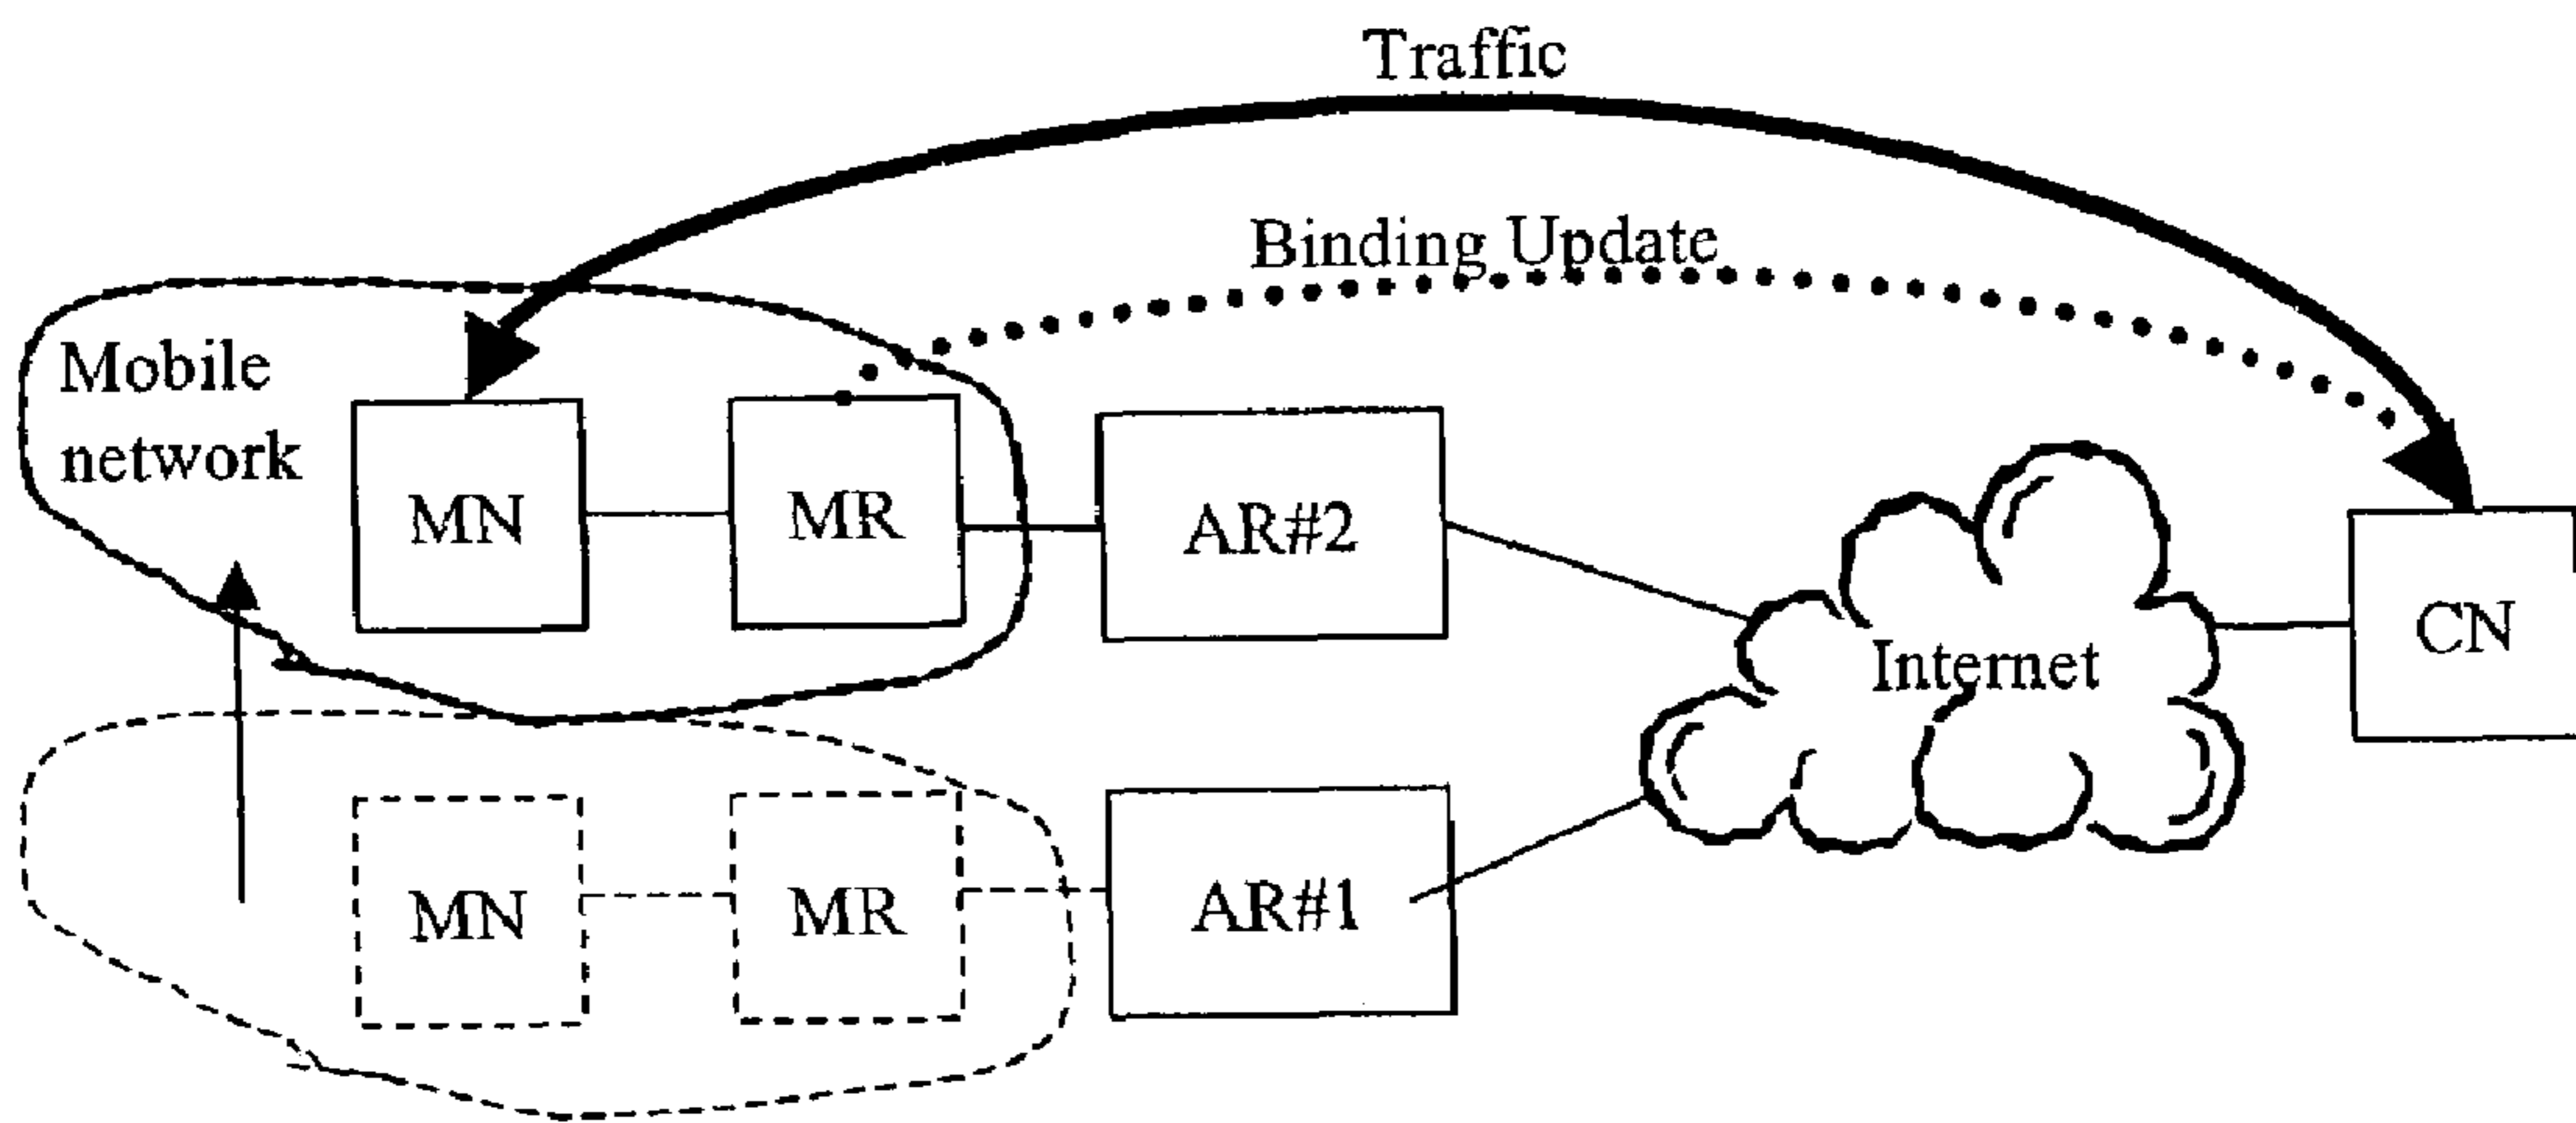 Traffic
Binding Update
Mobile
network
MN
MR
AR#2
Internet
CN
MN
MR
AR#1